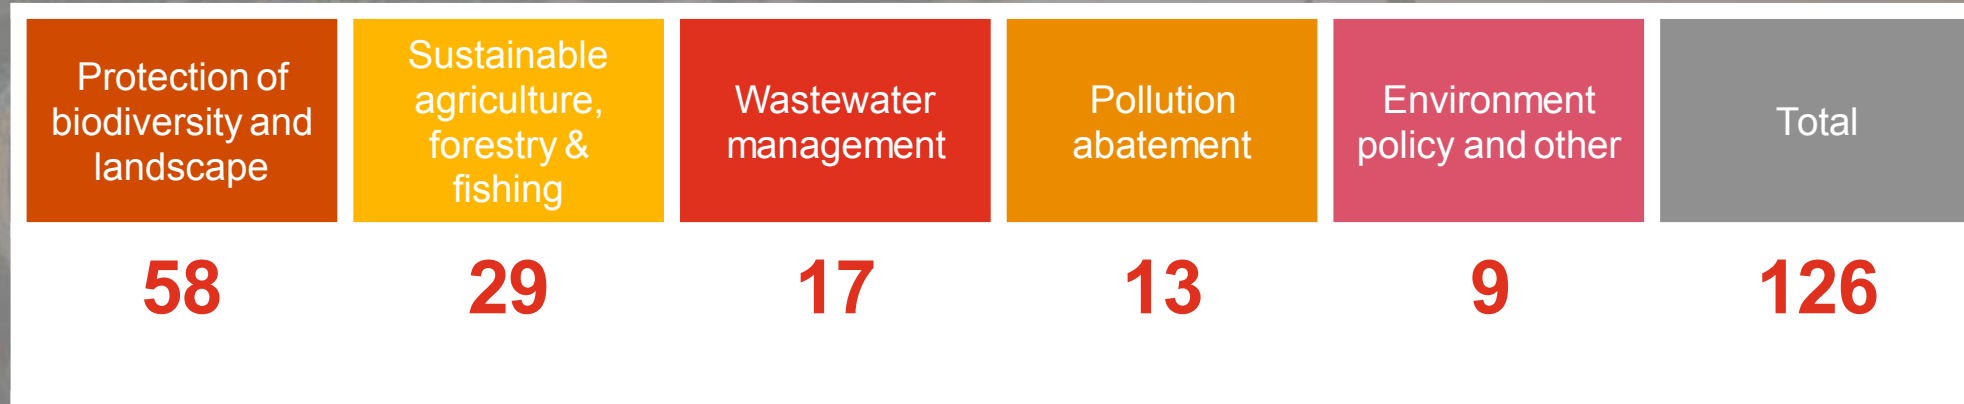 Protection of
biodiversity and
landscape
Sustainable
agriculture,
forestry &
fishing
Wastewater
management
Pollution
abatement
Environment
policy and other
Total
58
29
17
13
9
126